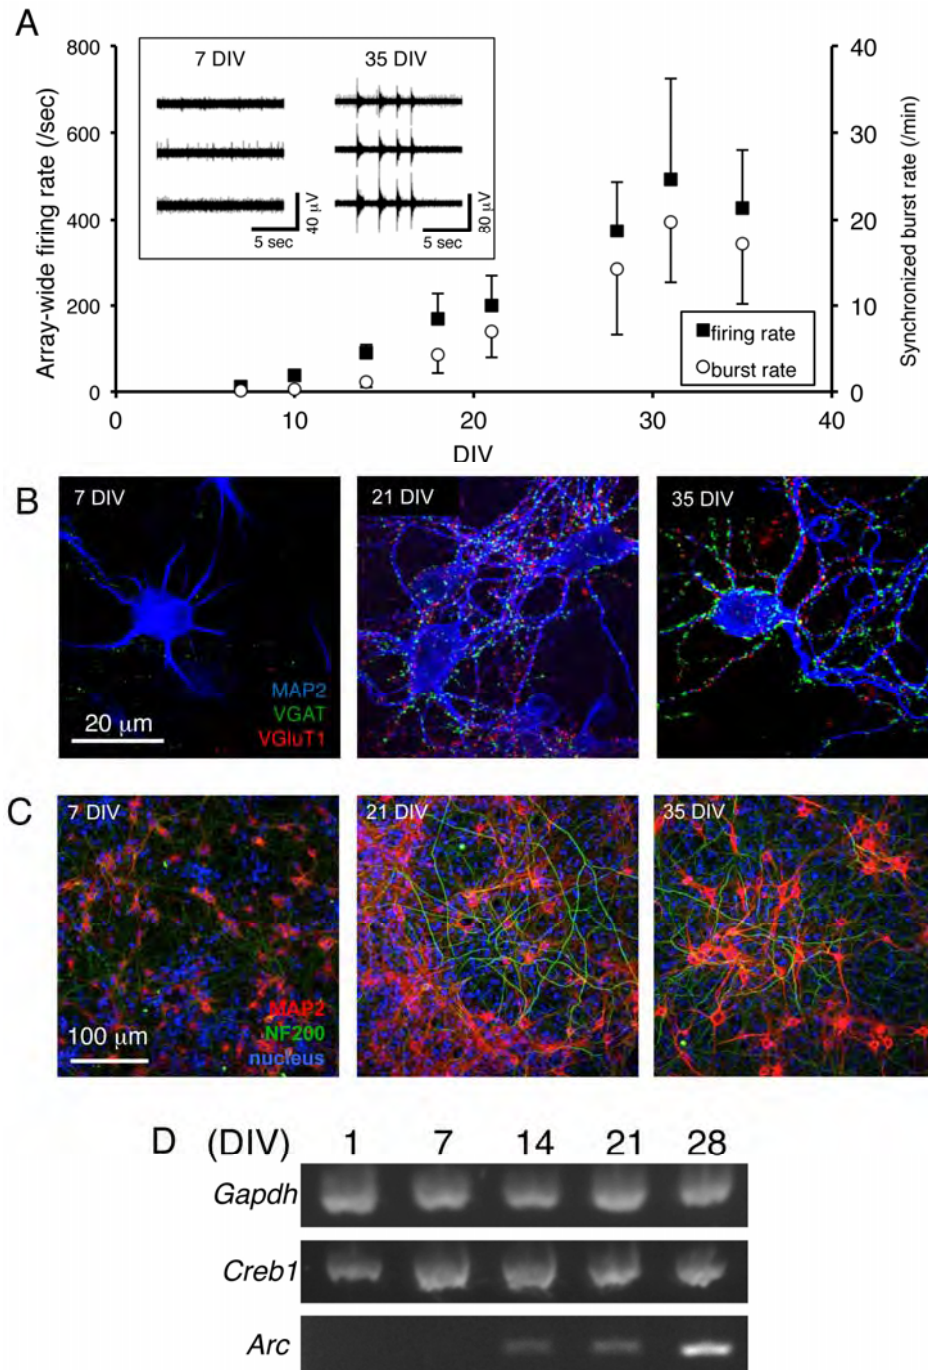 A
Array-wide firing rate (/sec)
800
600
400
200
0
7 DIV
35 DIV
5 sec
40 μV
5 sec
80 μV
40
30
20
10
0
Synchronized burst rate (/min)
firing rate
burst rate
0
10
20
30
40
DIV
B
7 DIV
MAP2
VGAT
VGluT1
20 μm
21 DIV
35 DIV
C
7 DIV
MAP2
NF200
nucleus
100 μm
21 DIV
35 DIV
D (DIV) 1 7 14 21 28
Gapdh
Creb1
Arc